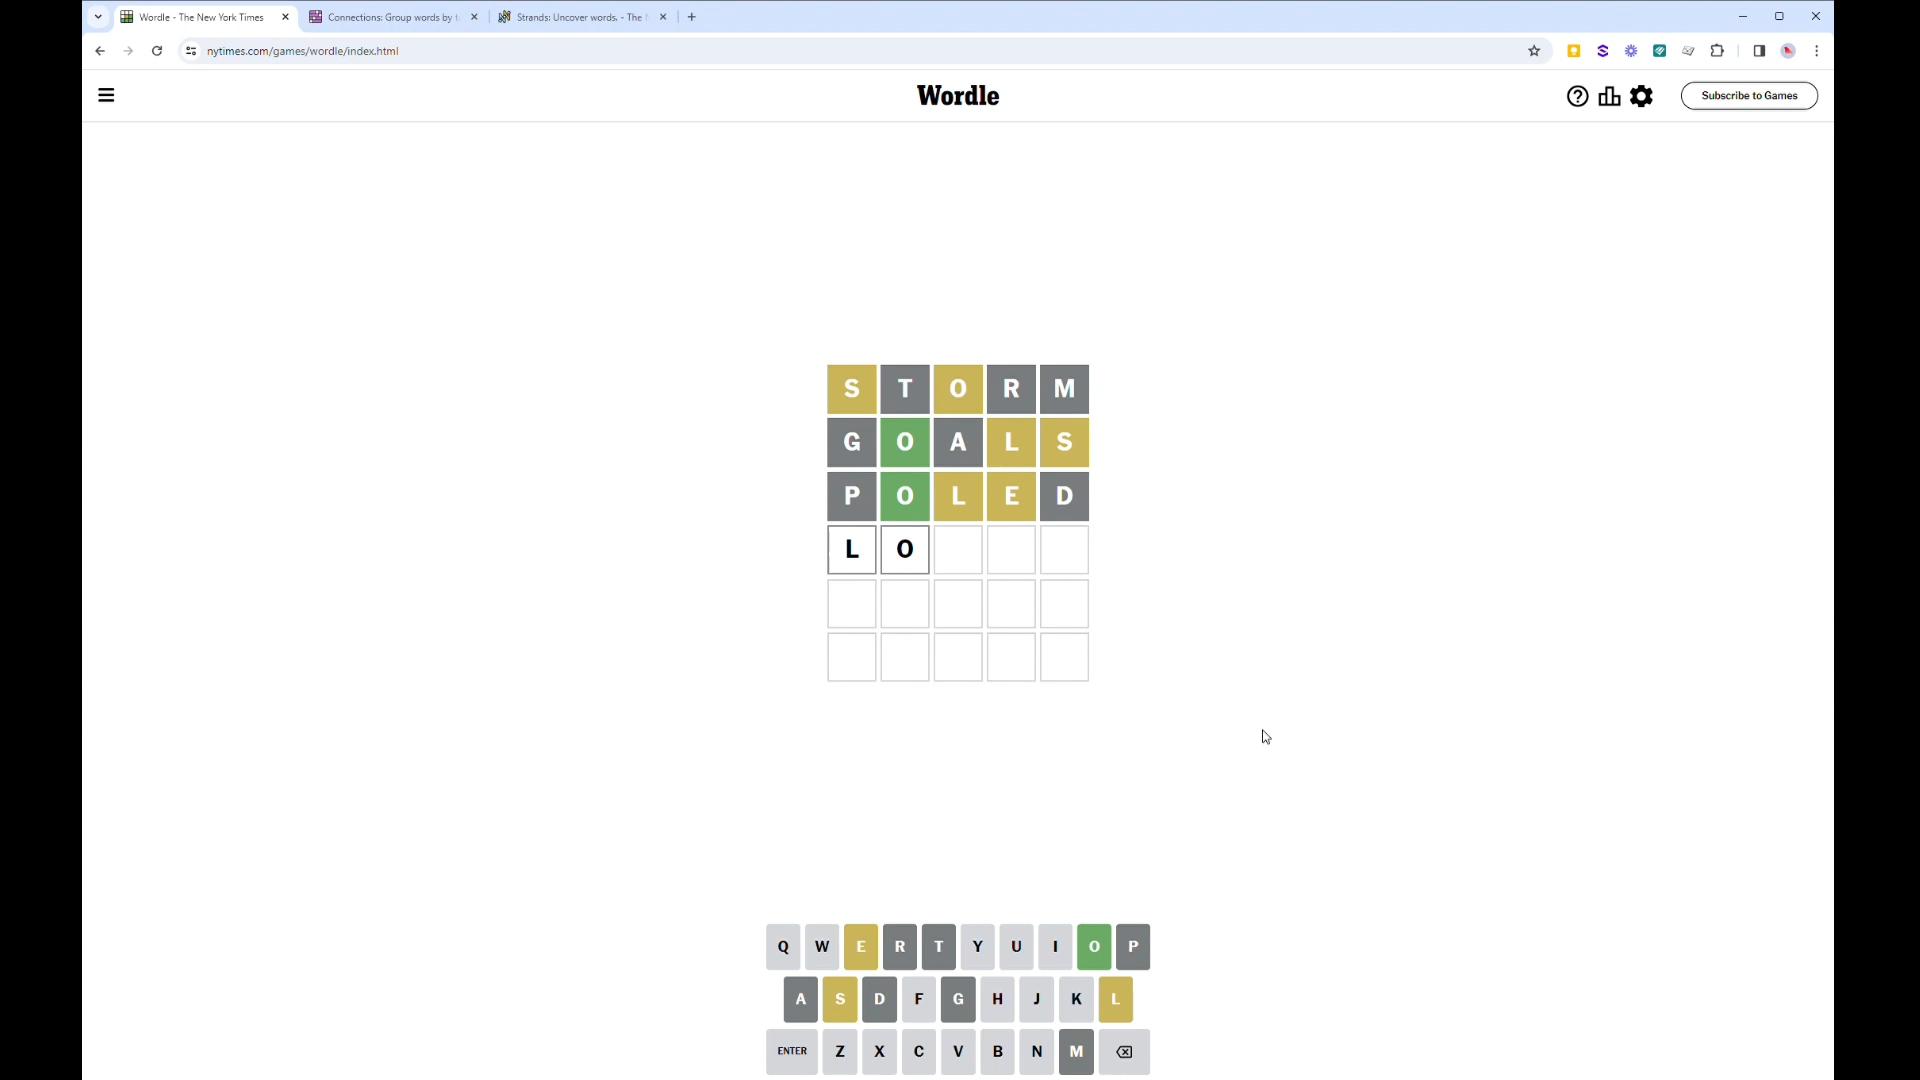 Wordle - The New York Times
Connections: Group words by t
Strands: Uncover words. - The N
nytimes.com/games/wordle/index.html
Wordle
Subscribe to Games
S T O R M
G O A L S
P O L E D
L O
Q W E R T Y U I O P
A S D F G H J K L
ENTER Z X C V B N M